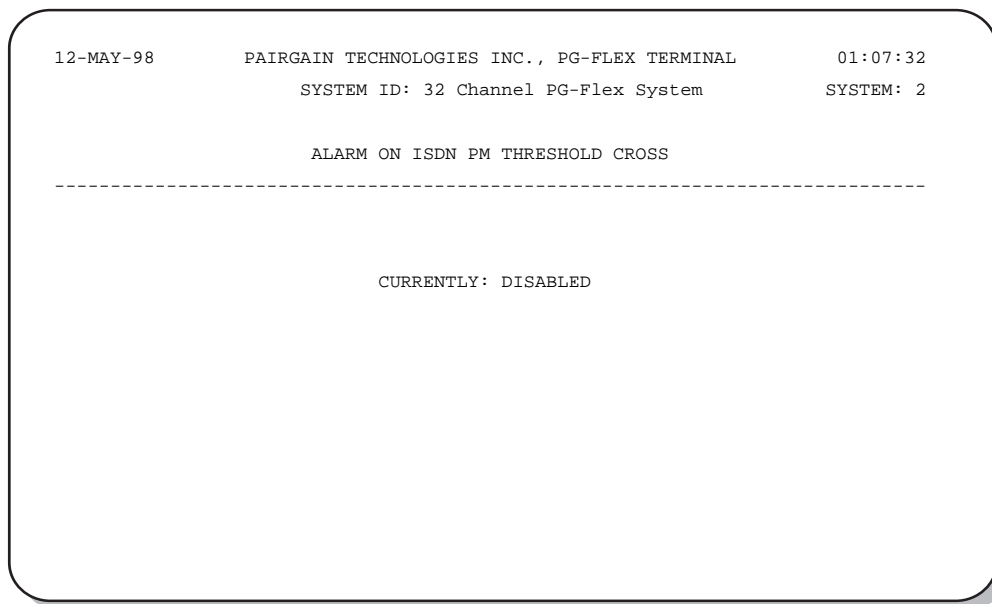 12-MAY-98 PAIRGAIN TECHNOLOGIES INC., PG-FLEX TERMINAL 01:07:32
SYSTEM ID: 32 Channel PG-Flex System SYSTEM: 2
ALARM ON ISDN PM THRESHOLD CROSS
------------------------------------------------------------------------------
CURRENTLY: DISABLED